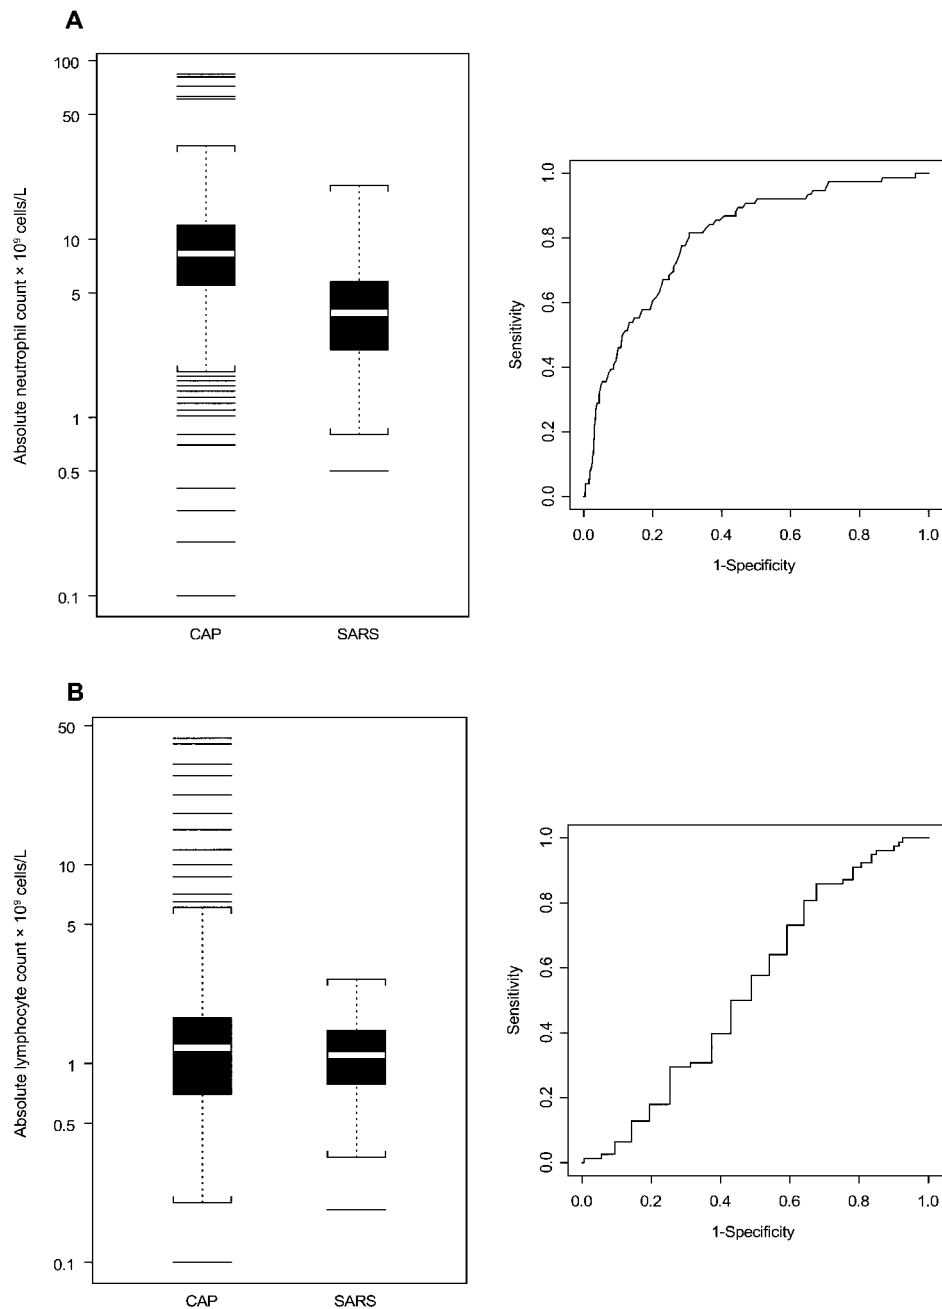 A
100
50
10
5
1
0.5
0.1
Absolute neutrophil count × 10⁹ cells/L
CAP SARS
1.0
0.8
0.6
0.4
0.2
0.0
Sensitivity
0.0 0.2 0.4 0.6 0.8 1.0
1-Specificity
B
50
10
5
1
0.5
0.1
Absolute lymphocyte count × 10⁹ cells/L
CAP SARS
1.0
0.8
0.6
0.4
0.2
0.0
Sensitivity
0.0 0.2 0.4 0.6 0.8 1.0
1-Specificity